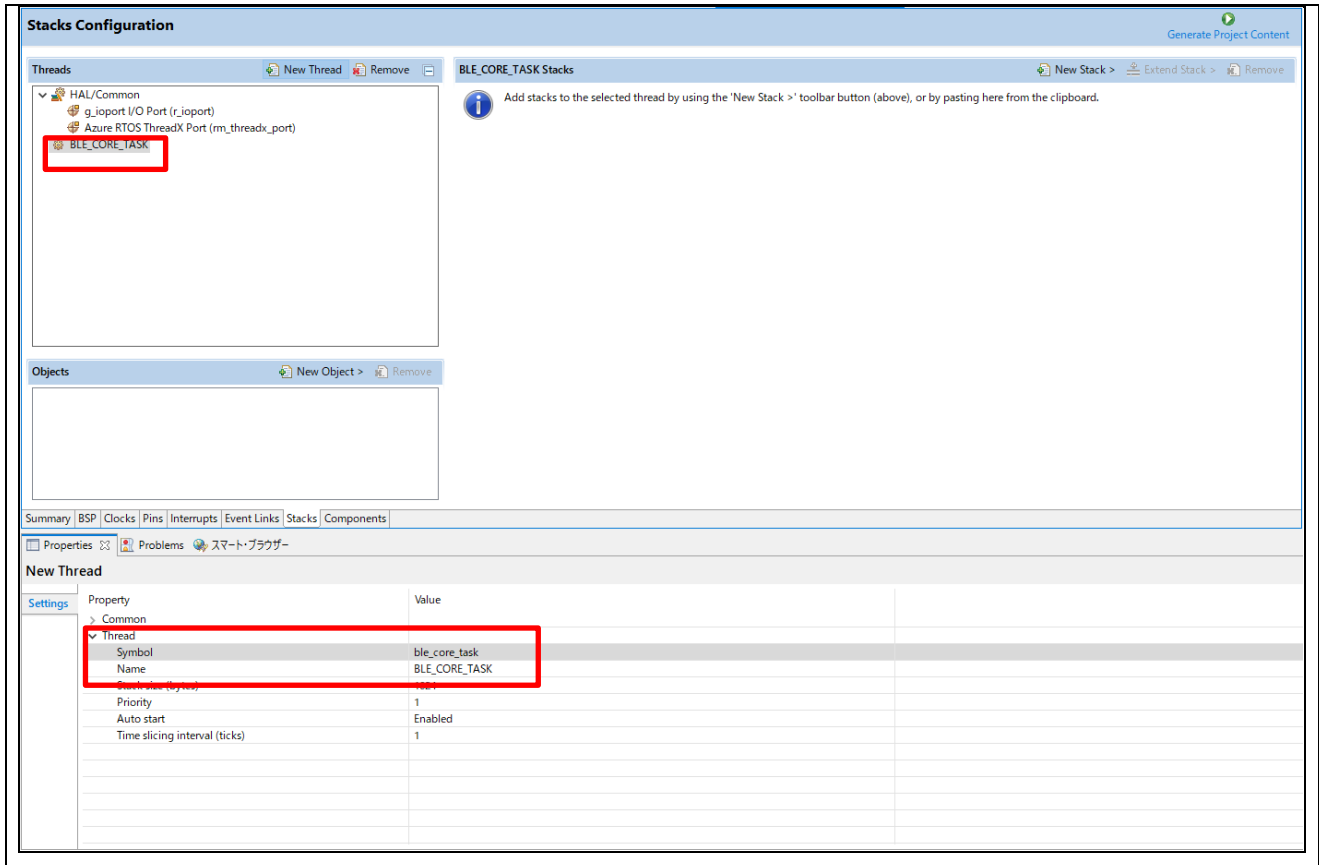 Stacks Configuration
Generate Project Content
Threads
New Thread
Remove
HAL/Common
g_ioport I/O Port (r_ioport)
Azure RTOS ThreadX Port (rm_threadx_port)
BLE_CORE_TASK
BLE_CORE_TASK Stacks
New Stack >
Extend Stack >
Remove
Add stacks to the selected thread by using the 'New Stack >' toolbar button (above), or by pasting here from the clipboard.
Objects
New Object >
Remove
Summary BSP Clocks Pins Interrupts Event Links Stacks Components
Properties Problems スマート・ブラウザー
New Thread
Settings
Property Value
Common
Thread
Symbol ble_core_task
Name BLE_CORE_TASK
Stack size (bytes) 1024
Priority 1
Auto start Enabled
Time slicing interval (ticks) 1